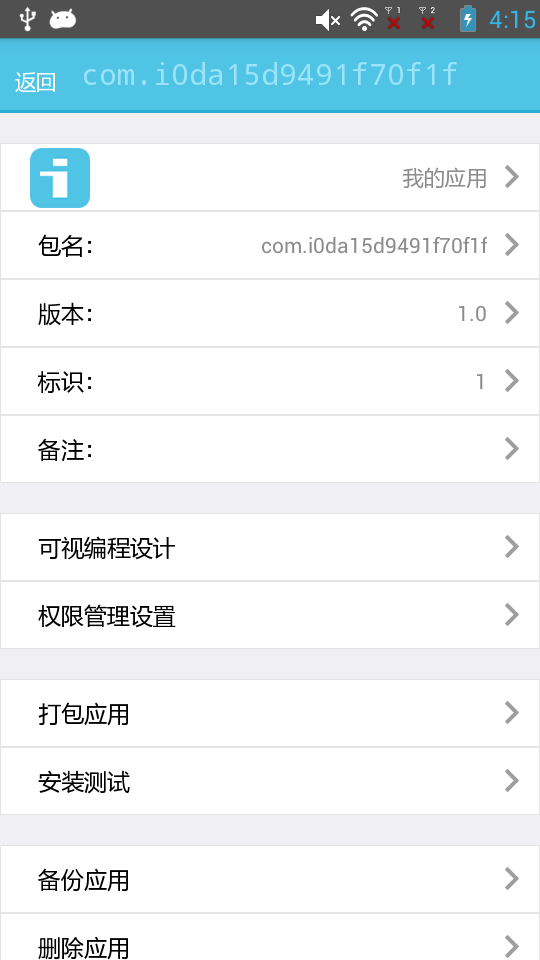 1 2 4:15
返回 com.i0da15d9491f70f1f
我的应用
包名: com.i0da15d9491f70f1f
版本: 1.0
标识: 1
备注:
可视编程设计
权限管理设置
打包应用
安装测试
备份应用
删除应用